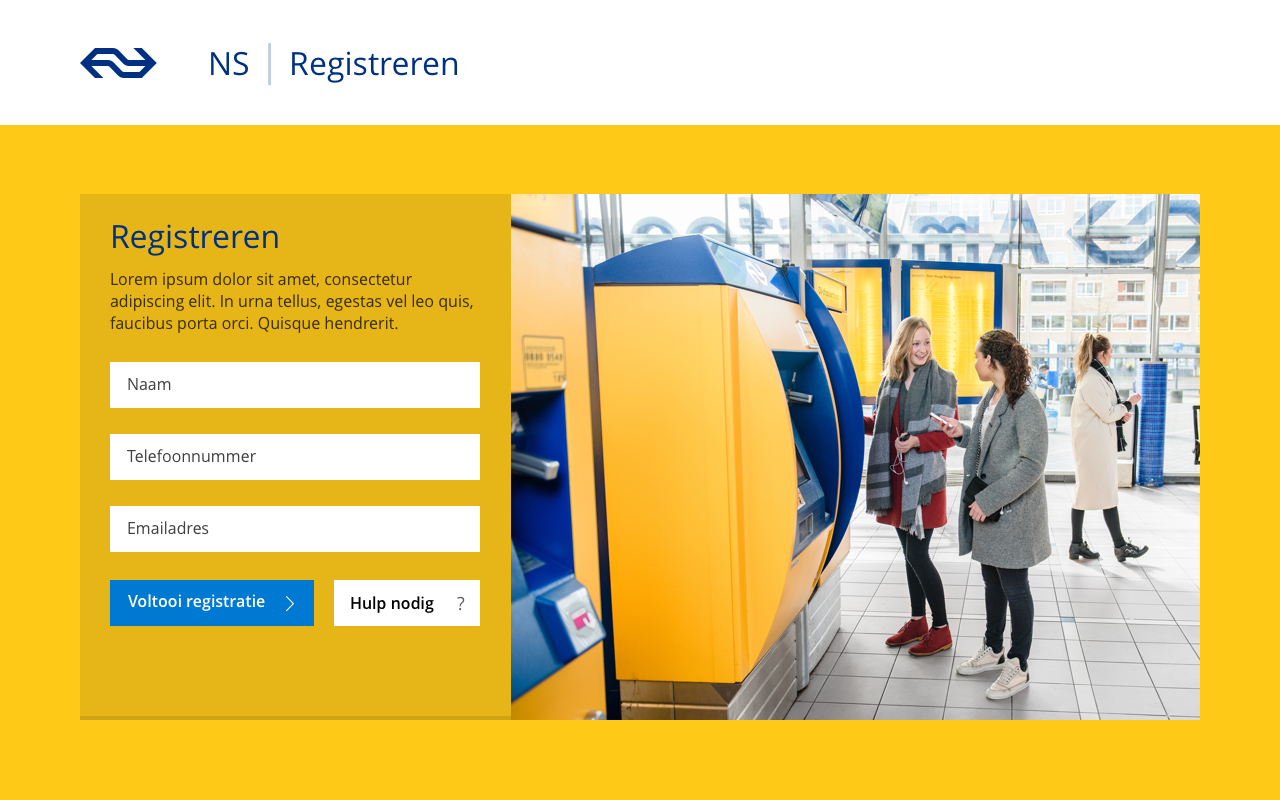 NS
Registreren
Registreren
Lorem ipsum dolor sit amet, consectetur
adipiscing elit. In urna tellus, egestas vel leo quis,
faucibus porta orci. Quisque hendrerit.
Naam
Telefoonnummer
Emailadres
Voltooi registratie
Hulp nodig ?